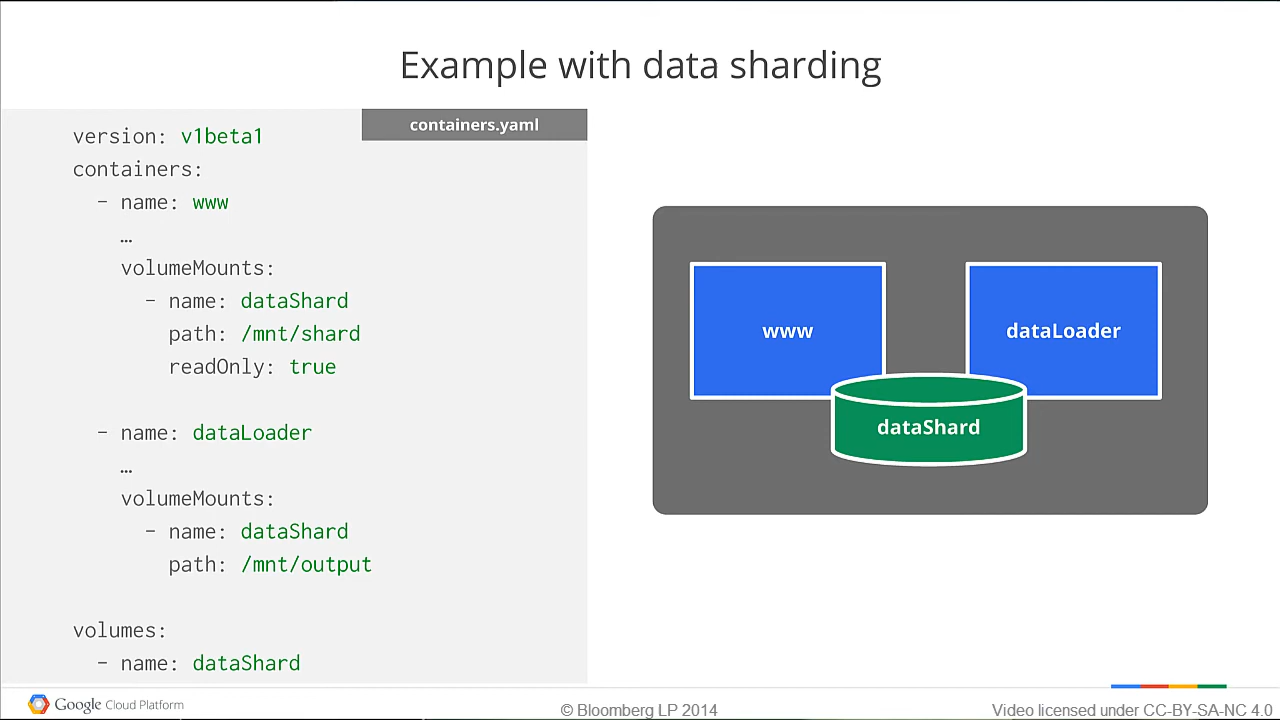 Example with data sharding
containers.yaml
version: v1beta1
containers:
- name: www
…
volumeMounts:
- name: dataShard
path: /mnt/shard
readOnly: true
- name: dataLoader
…
volumeMounts:
- name: dataShard
path: /mnt/output
volumes:
- name: dataShard
www
dataLoader
dataShard
Google Cloud Platform
© Bloomberg LP 2014
Video licensed under CC-BY-SA-NC 4.0